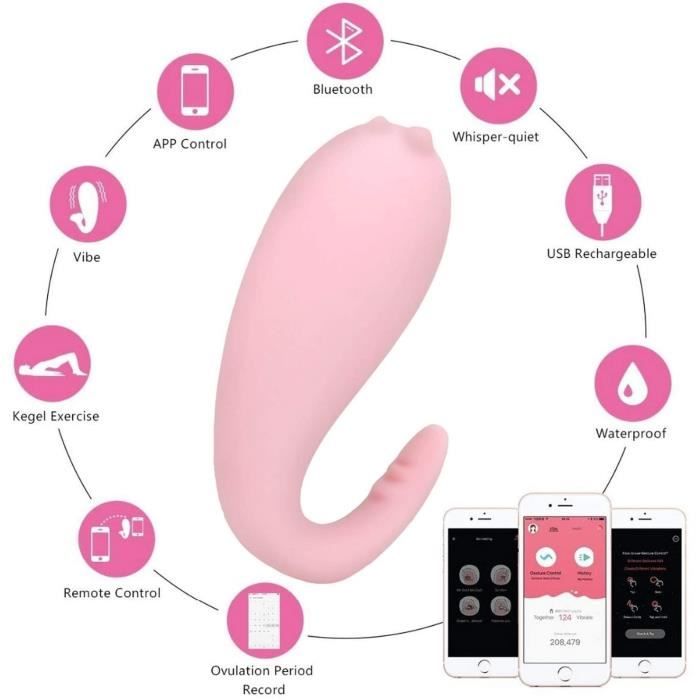 Bluetooth
APP Control
Whisper-quiet
Vibe
USB Rechargeable
Kegel Exercise
Waterproof
Remote Control
Ovulation Period
Record
Gesture Control
History
Together 124 Vibrate
208,479